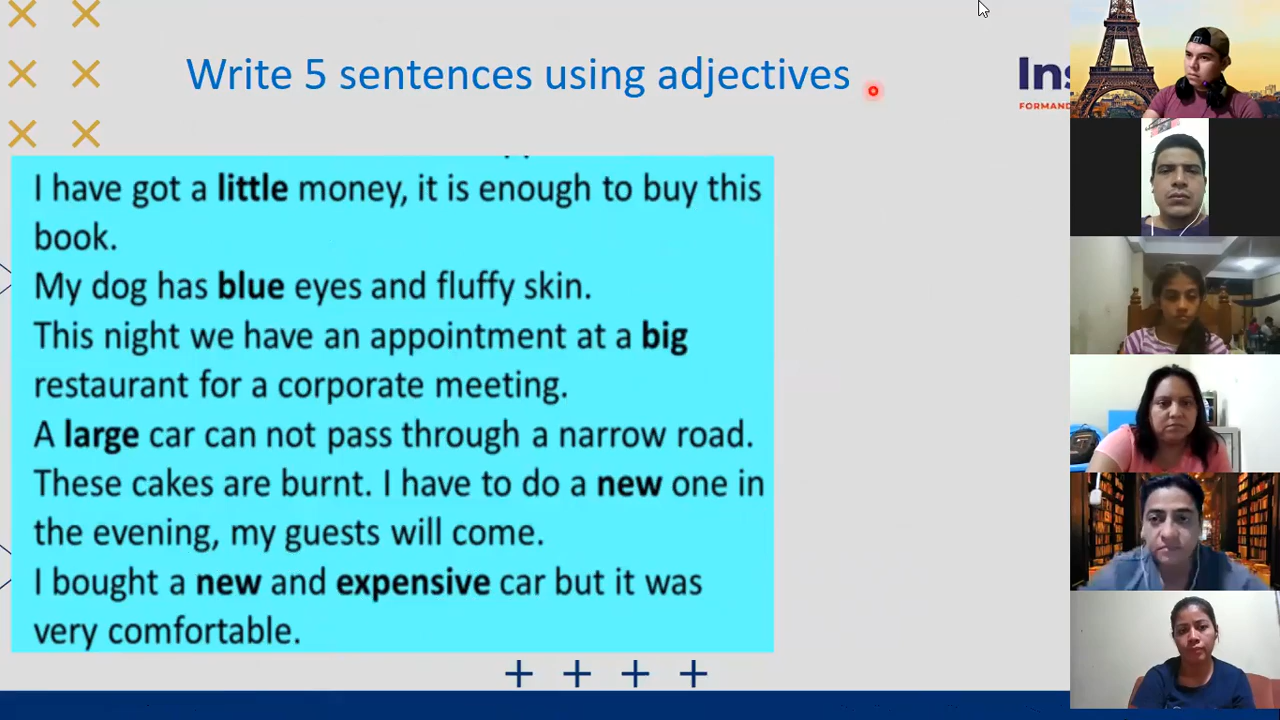 Write 5 sentences using adjectives
Ins
FORMAND
I have got a little money, it is enough to buy this
book.
My dog has blue eyes and fluffy skin.
This night we have an appointment at a big
restaurant for a corporate meeting.
A large car can not pass through a narrow road.
These cakes are burnt. I have to do a new one in
the evening, my guests will come.
I bought a new and expensive car but it was
very comfortable.